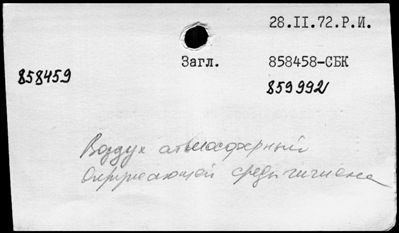 28.II.72.Р.И.
Загл. 858458-СБК
858459
859992
Воздух атмосферный
Окружающей среды гигиена